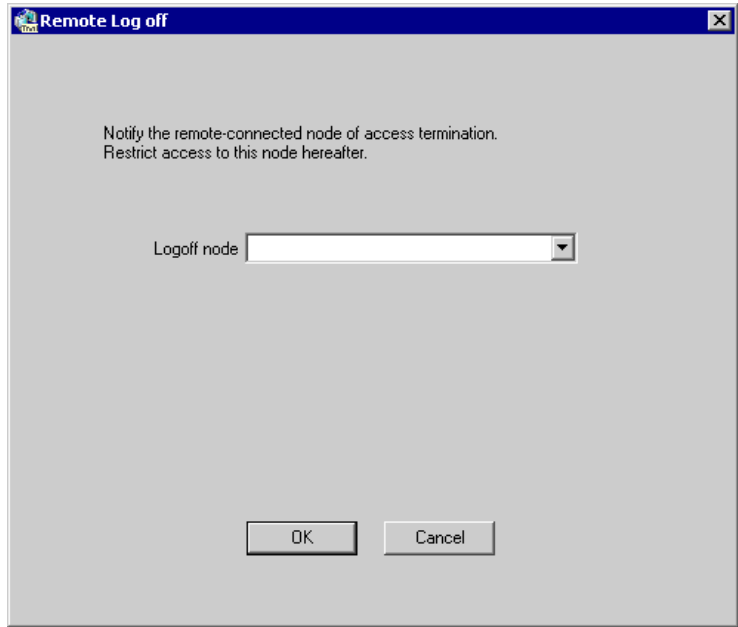 Remote Log off
Notify the remote-connected node of access termination.
Restrict access to this node hereafter.
Logoff node
OK Cancel